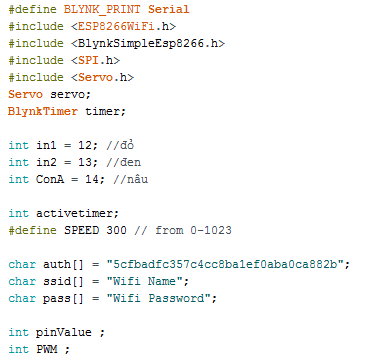 #define BLYNK_PRINT Serial
#include <ESP8266WiFi.h>
#include <BlynkSimpleEsp8266.h>
#include <SPI.h>
#include <Servo.h>
Servo servo;
BlynkTimer timer;
int in1 = 12; //đỏ
int in2 = 13; //đen
int ConA = 14; //nâu
int activetimer;
#define SPEED 300 // from 0-1023
char auth[] = "5cfbadfc357c4cc8ba1ef0aba0ca882b";
char ssid[] = "Wifi Name";
char pass[] = "Wifi Password";
int pinValue ;
int PWM ;